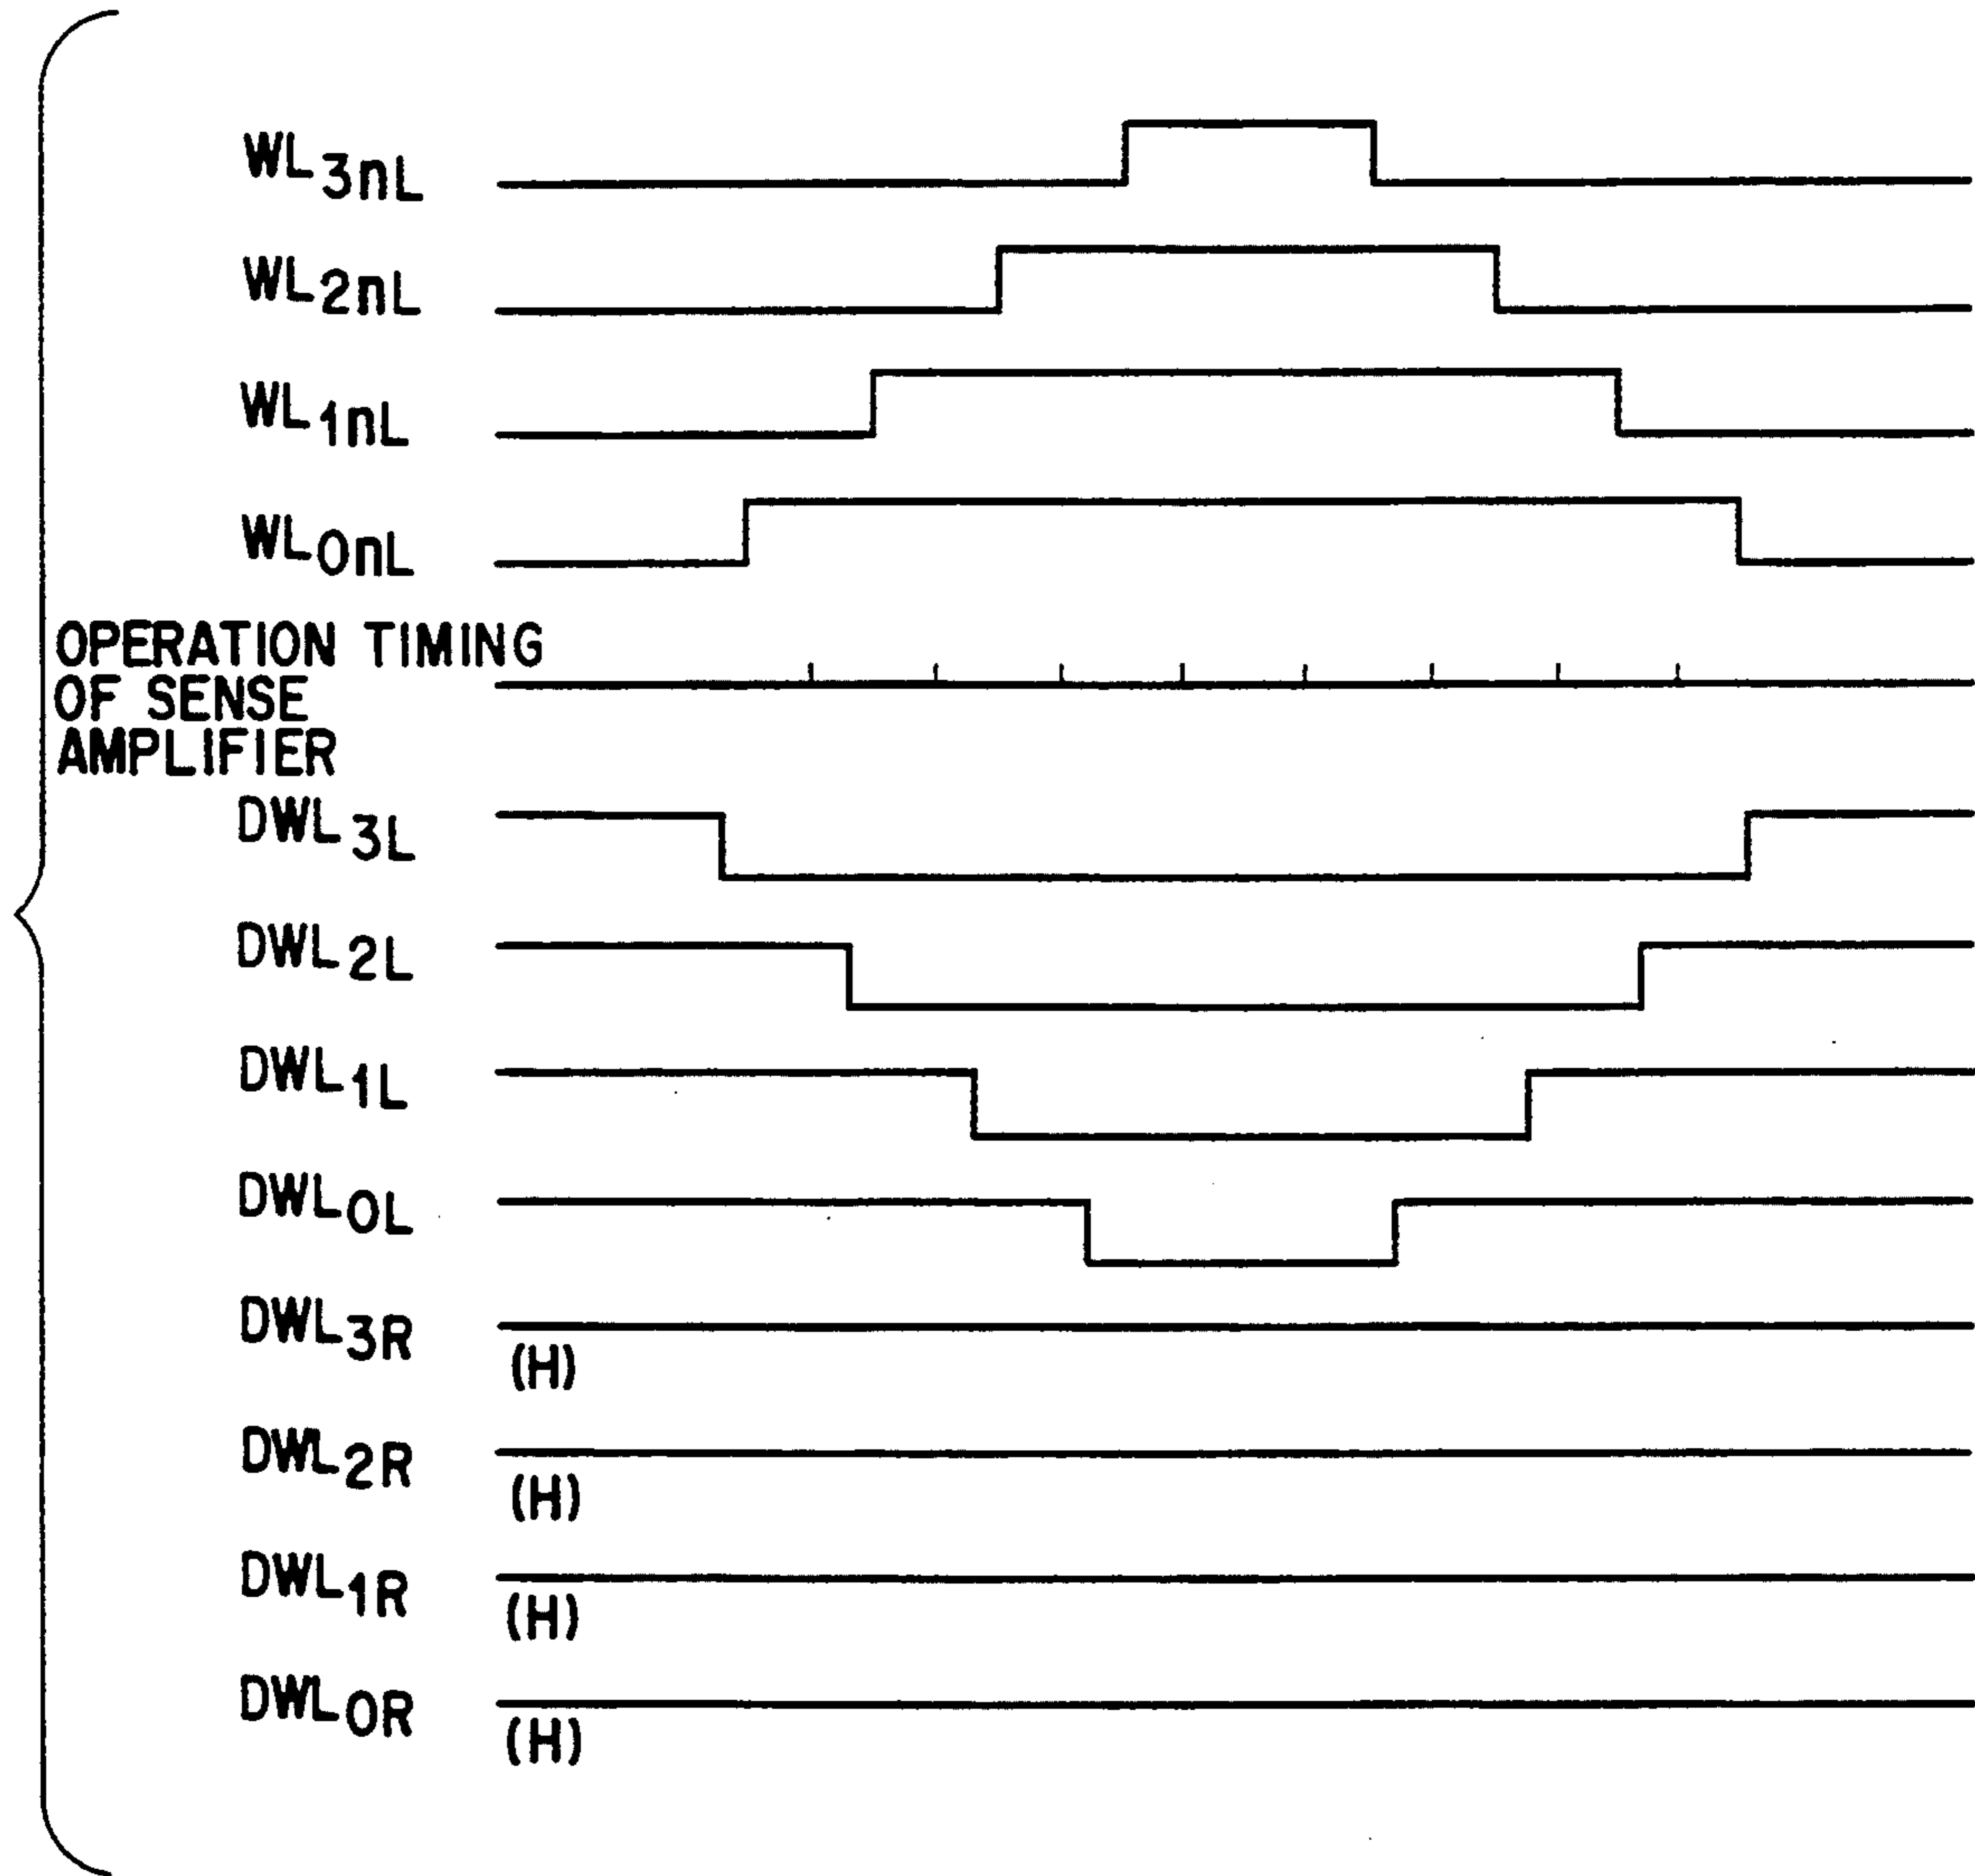 WL3nL
WL2nL
WL1nL
WL0nL
OPERATION TIMING
OF SENSE
AMPLIFIER
DWL3L
DWL2L
DWL1L
DWL0L
DWL3R
(H)
DWL2R
(H)
DWL1R
(H)
DWL0R
(H)